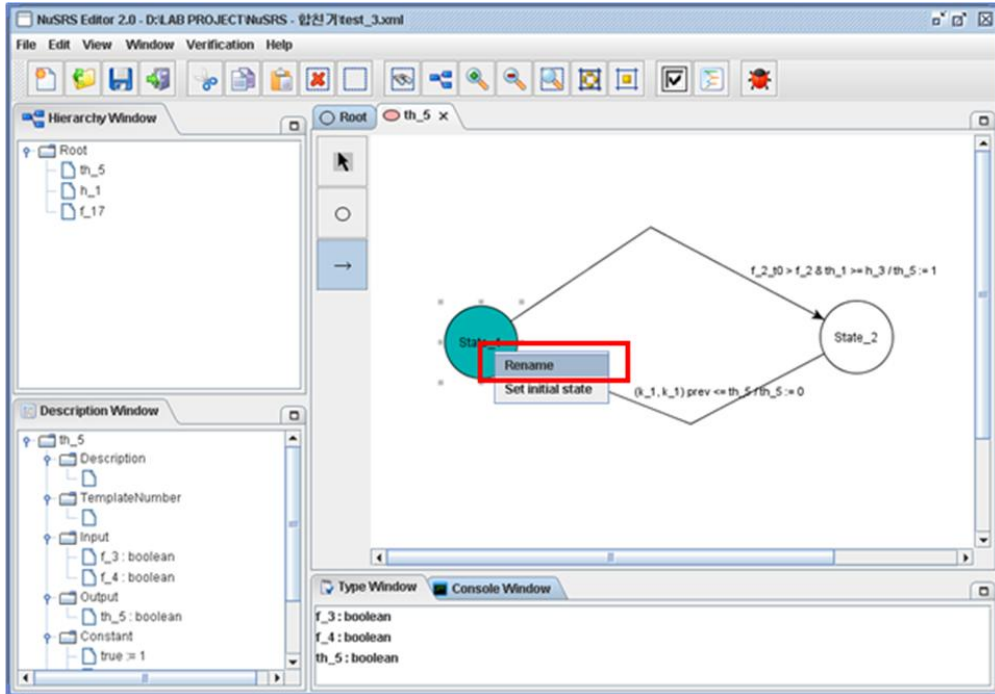 NuSRS Editor 2.0 - D:\LAB PROJECT\NuSRS - 합친거\test_3.xml
File Edit View Window Verification Help
Hierarchy Window
Root
th_5
h_1
f_17
Root
th_5
f_2_t0 > f_2 & th_1 >= h_3 / th_5 := 1
State_1
State_2
Rename
Set initial state
(k_1, k_1) prev <= th_5 / th_5 := 0
Description Window
th_5
Description
TemplateNumber
Input
f_3 : boolean
f_4 : boolean
Output
th_5 : boolean
Constant
true := 1
Type Window
Console Window
f_3 : boolean
f_4 : boolean
th_5 : boolean